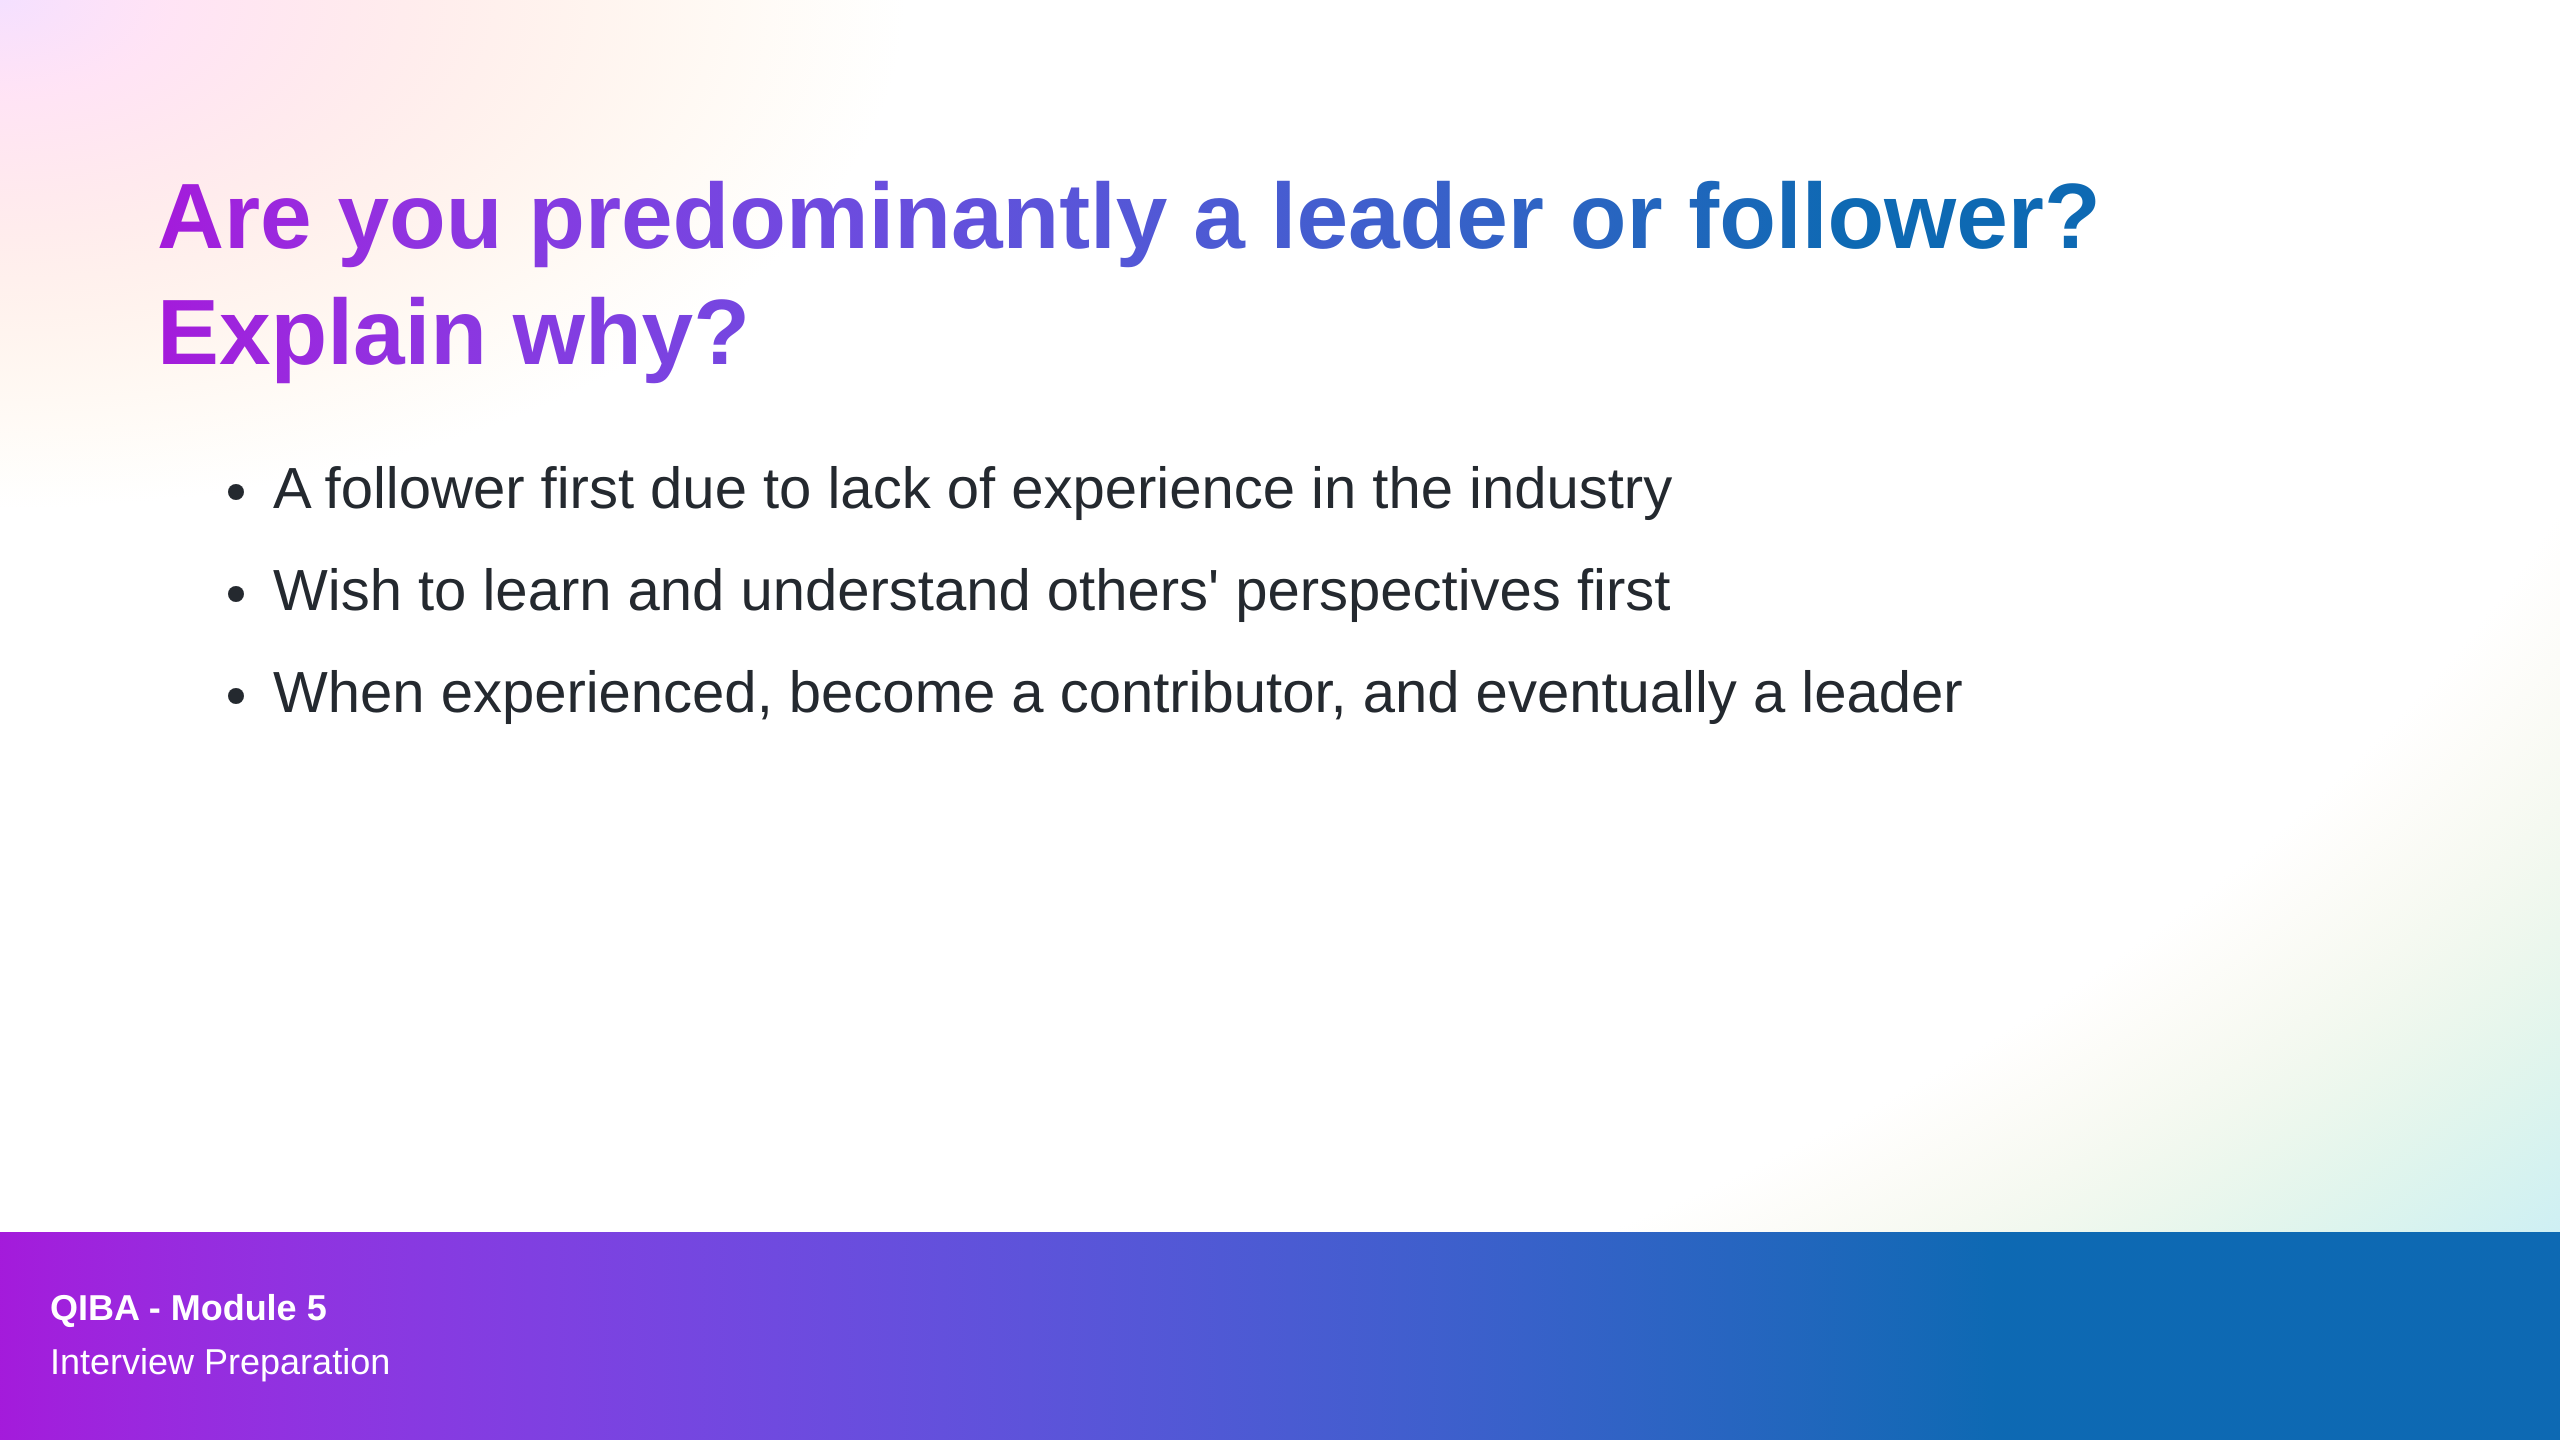 Are you predominantly a leader or follower?
Explain why?
• A follower first due to lack of experience in the industry
• Wish to learn and understand others' perspectives first
• When experienced, become a contributor, and eventually a leader
QIBA - Module 5
Interview Preparation